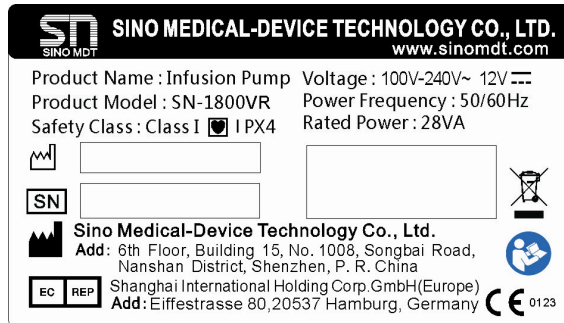 SINO MDT
SINO MEDICAL-DEVICE TECHNOLOGY CO., LTD.
www.sinomdt.com
Product Name : Infusion Pump
Voltage : 100V-240V~ 12V
Product Model : SN-1800VR
Power Frequency : 50/60Hz
Safety Class : Class I IPX4
Rated Power : 28VA
SN
Sino Medical-Device Technology Co., Ltd.
Add: 6th Floor, Building 15, No. 1008, Songbai Road,
Nanshan District, Shenzhen, P. R. China
EC REP
Shanghai International Holding Corp.GmbH(Europe)
Add: Eiffestrasse 80,20537 Hamburg, Germany
CE 0123